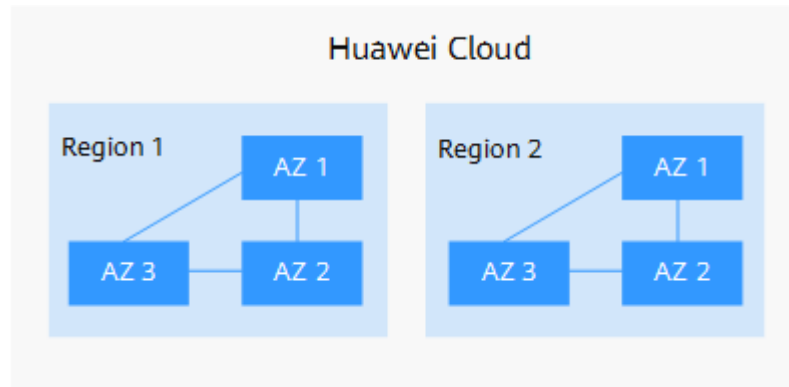 Huawei Cloud
Region 1
AZ 1
AZ 3
AZ 2
Region 2
AZ 1
AZ 3
AZ 2